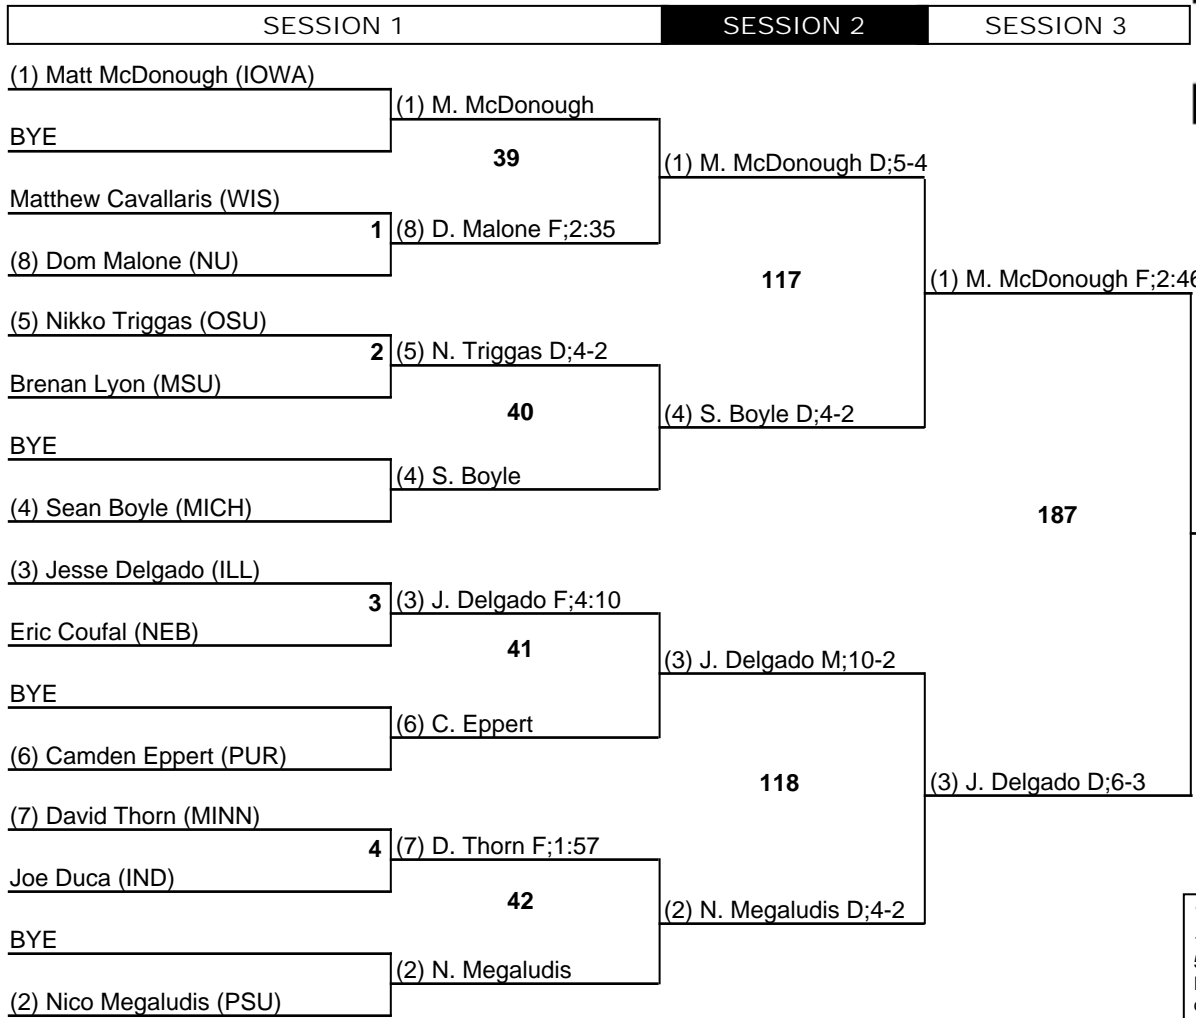 SESSION 1
SESSION 2
SESSION 3
(1) Matt McDonough (IOWA)
BYE
Matthew Cavallaris (WIS)
1
(8) Dom Malone (NU)
(5) Nikko Triggas (OSU)
2
Brenan Lyon (MSU)
BYE
(4) Sean Boyle (MICH)
(3) Jesse Delgado (ILL)
3
Eric Coufal (NEB)
BYE
(6) Camden Eppert (PUR)
(7) David Thorn (MINN)
4
Joe Duca (IND)
BYE
(2) Nico Megaludis (PSU)
(1) M. McDonough
39
(8) D. Malone F;2:35
(5) N. Triggas D;4-2
40
(4) S. Boyle
(3) J. Delgado F;4:10
41
(6) C. Eppert
(7) D. Thorn F;1:57
42
(2) N. Megaludis
(1) M. McDonough D;5-4
117
(4) S. Boyle D;4-2
(3) J. Delgado M;10-2
118
(2) N. Megaludis D;4-2
(1) M. McDonough F;2:46
187
(3) J. Delgado D;6-3